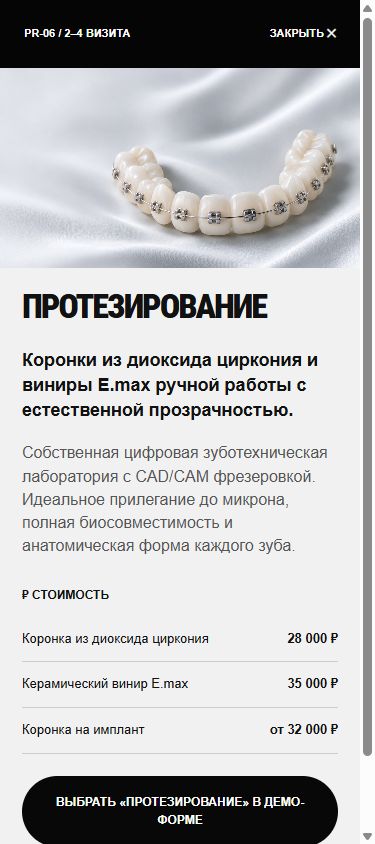 PR-06 / 2–4 ВИЗИТА
ЗАКРЫТЬ ✕
ПРОТЕЗИРОВАНИЕ
Коронки из диоксида циркония и
виниры E.max ручной работы с
естественной прозрачностью.
Собственная цифровая зуботехническая
лаборатория с CAD/CAM фрезеровкой.
Идеальное прилегание до микрона,
полная биосовместимость и
анатомическая форма каждого зуба.
₽ СТОИМОСТЬ
Коронка из диоксида циркония 28 000 ₽
Керамический винир E.max 35 000 ₽
Коронка на имплант от 32 000 ₽
ВЫБРАТЬ «ПРОТЕЗИРОВАНИЕ» В ДЕМО-
ФОРМЕ